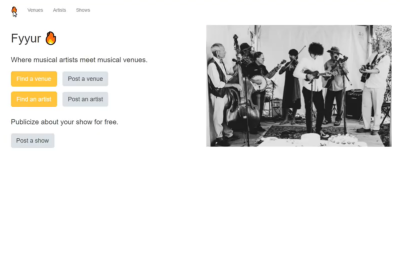 Venues Artists Shows
Fyyur 🔥
Where musical artists meet musical venues.
Find a venue Post a venue
Find an artist Post an artist
Publicize about your show for free.
Post a show